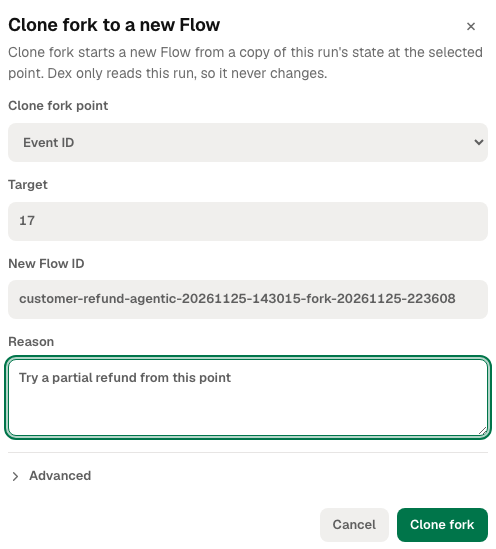 Clone fork to a new Flow
×
Clone fork starts a new Flow from a copy of this run's state at the selected
point. Dex only reads this run, so it never changes.
Clone fork point
Event ID
Target
17
New Flow ID
customer-refund-agentic-20261125-143015-fork-20261125-223608
Reason
Try a partial refund from this point
Advanced
Cancel
Clone fork